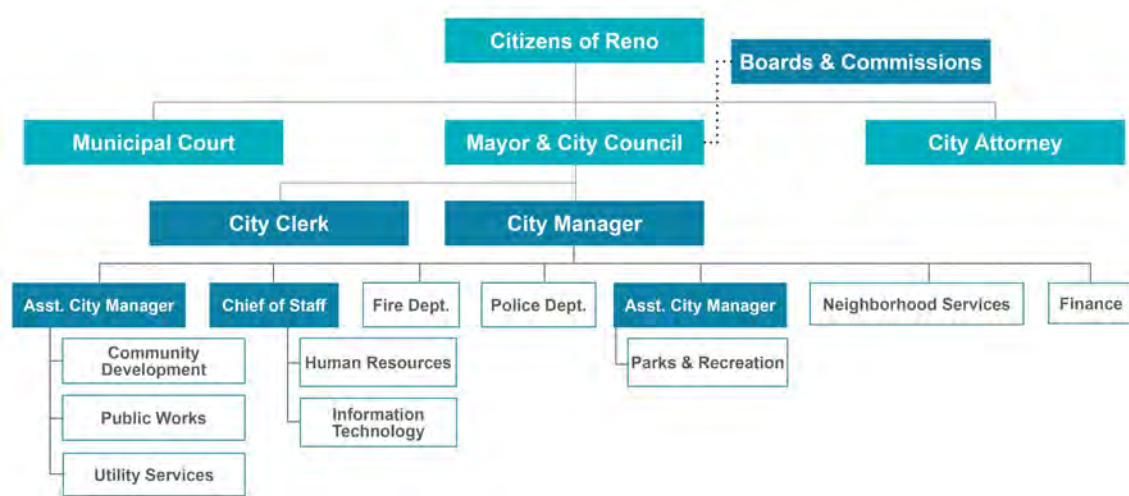 Citizens of Reno
Boards & Commissions
Municipal Court
Mayor & City Council
City Attorney
City Clerk
City Manager
Asst. City Manager
Chief of Staff
Fire Dept.
Police Dept.
Asst. City Manager
Neighborhood Services
Finance
Community
Development
Human Resources
Parks & Recreation
Public Works
Information
Technology
Utility Services